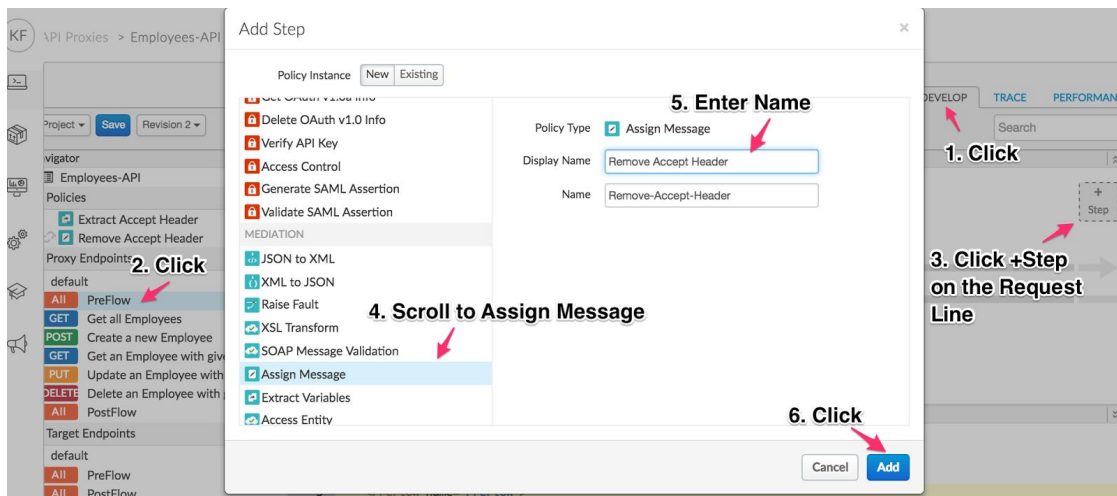 KF
API Proxies > Employees-API
Add Step
×
Policy Instance New Existing
DEVELOP TRACE PERFORMAN
Project Save Revision 2
Search
1. Click
vigator
Employees-API
Policies
Extract Accept Header
Remove Accept Header
Proxy Endpoints
2. Click
default
All PreFlow
GET Get all Employees
POST Create a new Employee
GET Get an Employee with give
PUT Update an Employee with
DELETE Delete an Employee with
All PostFlow
Target Endpoints
default
All PreFlow
All PostFlow
Get OAuth v1.0a Info
Delete OAuth v1.0 Info
Verify API Key
Access Control
Generate SAML Assertion
Validate SAML Assertion
MEDIATION
JSON to XML
XML to JSON
Raise Fault
XSL Transform
SOAP Message Validation
Assign Message
Extract Variables
Access Entity
4. Scroll to Assign Message
5. Enter Name
Policy Type Assign Message
Display Name Remove Accept Header
Name Remove-Accept-Header
+
Step
3. Click +Step
on the Request
Line
6. Click
Cancel Add